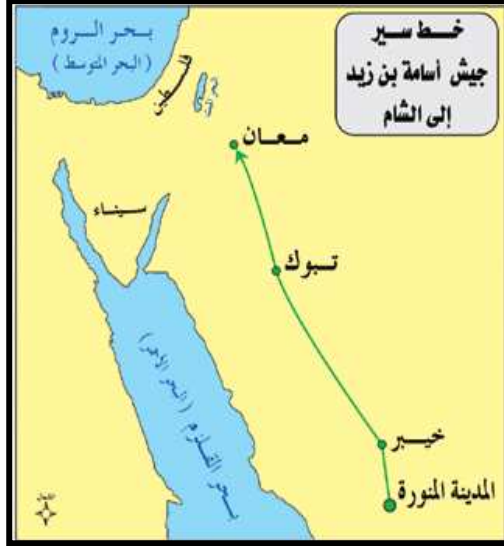 خط سير
جيش أسامة بن زيد
إلى الشام
بحر الروم
(البحر المتوسط)
فلسطين
معان
سيناء
تبوك
بحر القلزم (البحر الأحمر)
خيبر
المدينة المنورة
الشمال